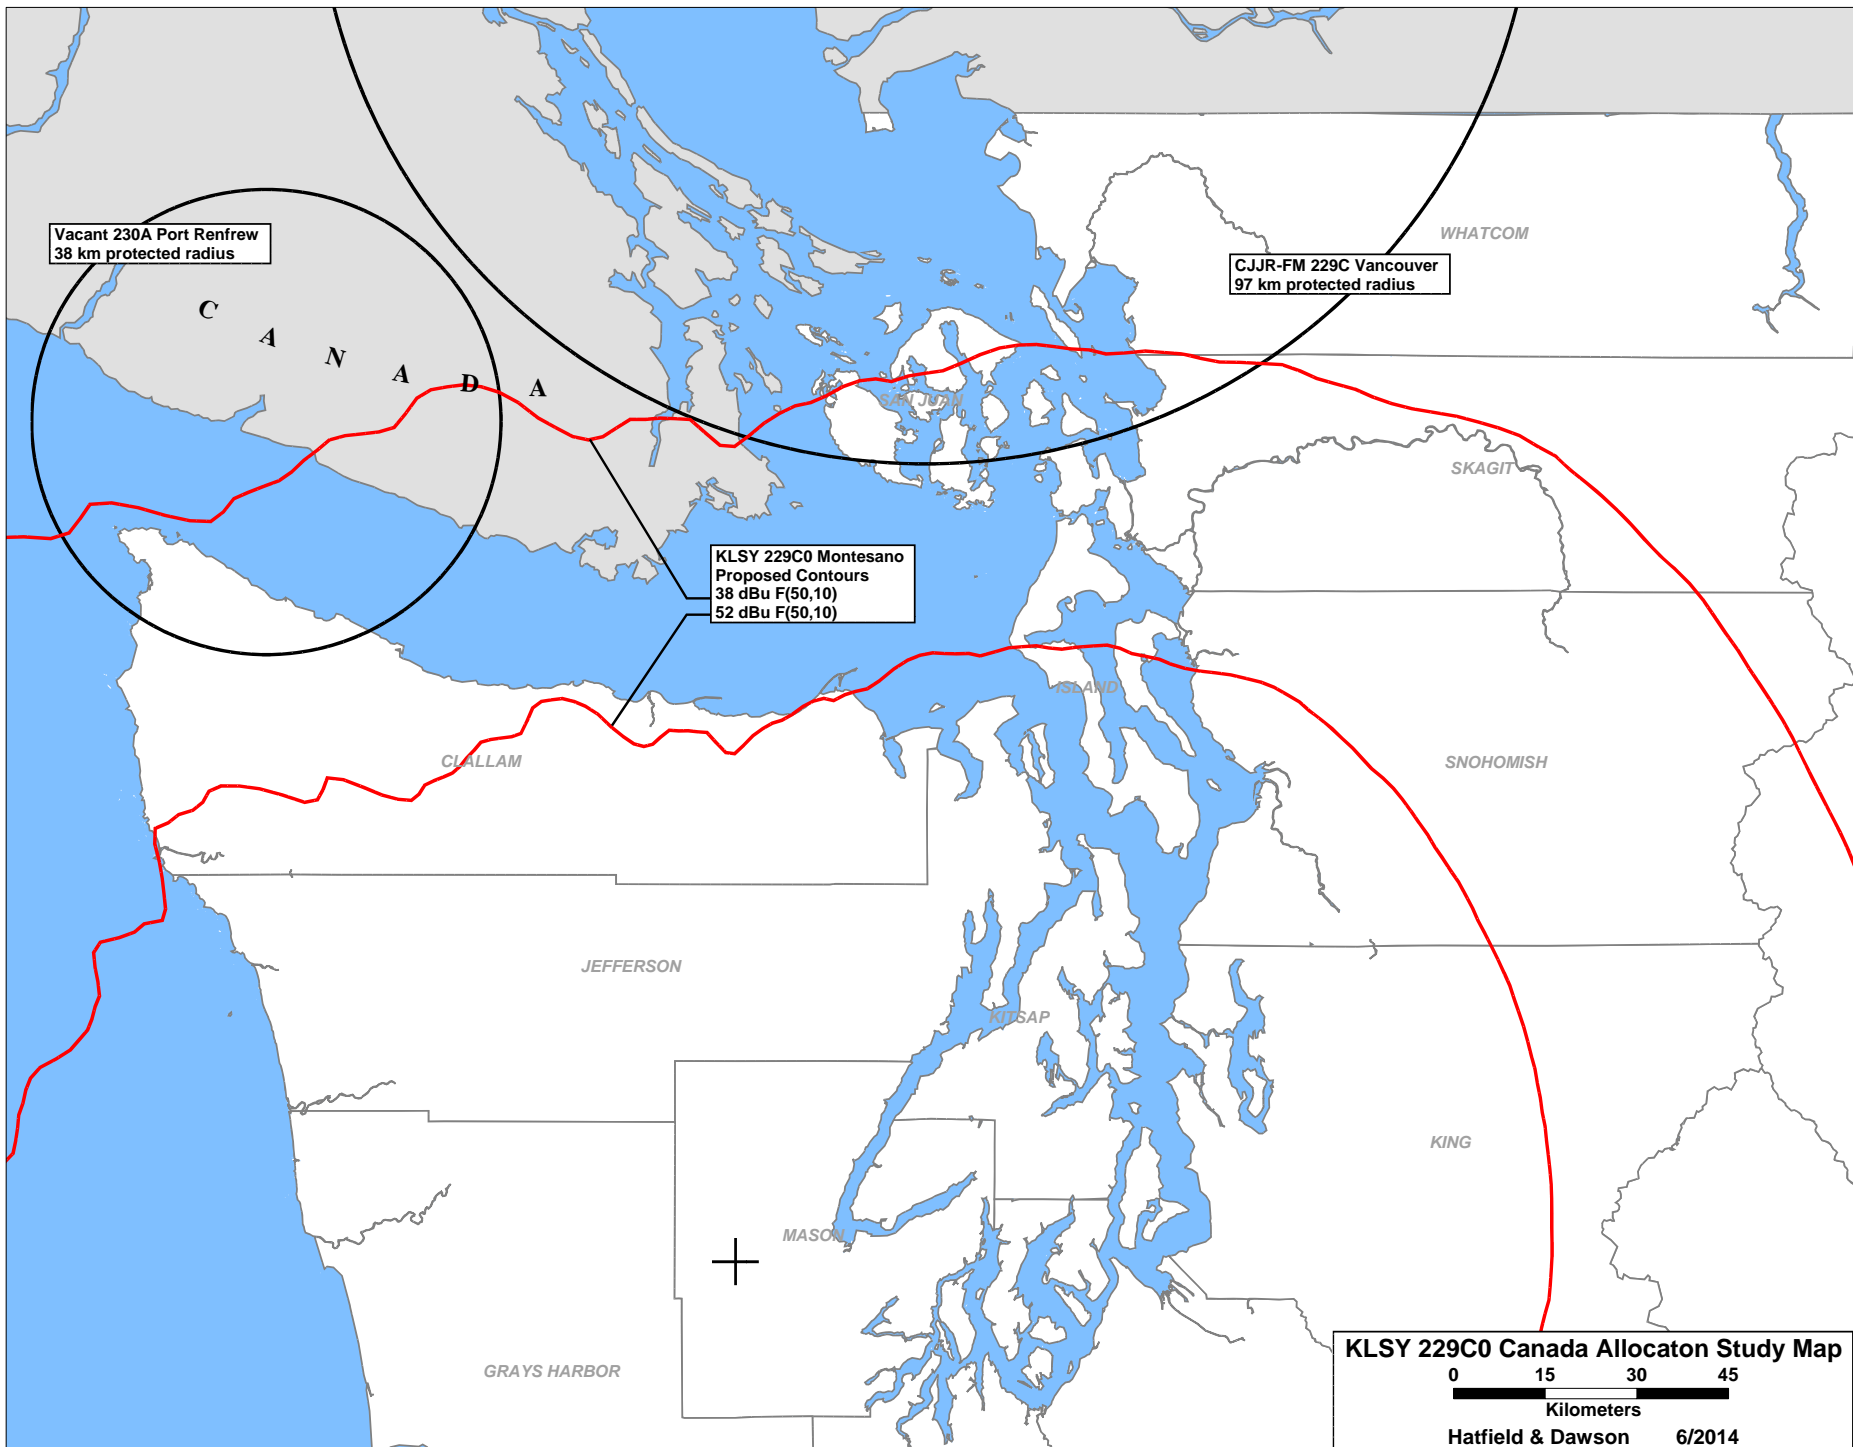 Vacant 230A Port Renfrew
38 km protected radius
WHATCOM
CJJR-FM 229C Vancouver
97 km protected radius
C A N A D A
SAN JUAN
SKAGIT
KLSY 229C0 Montesano
Proposed Contours
38 dBu F(50,10)
52 dBu F(50,10)
ISLAND
CLALLAM
SNOHOMISH
JEFFERSON
KITSAP
KING
MASON
GRAYS HARBOR
KLSY 229C0 Canada Allocaton Study Map
0 15 30 45
Kilometers
Hatfield & Dawson 6/2014